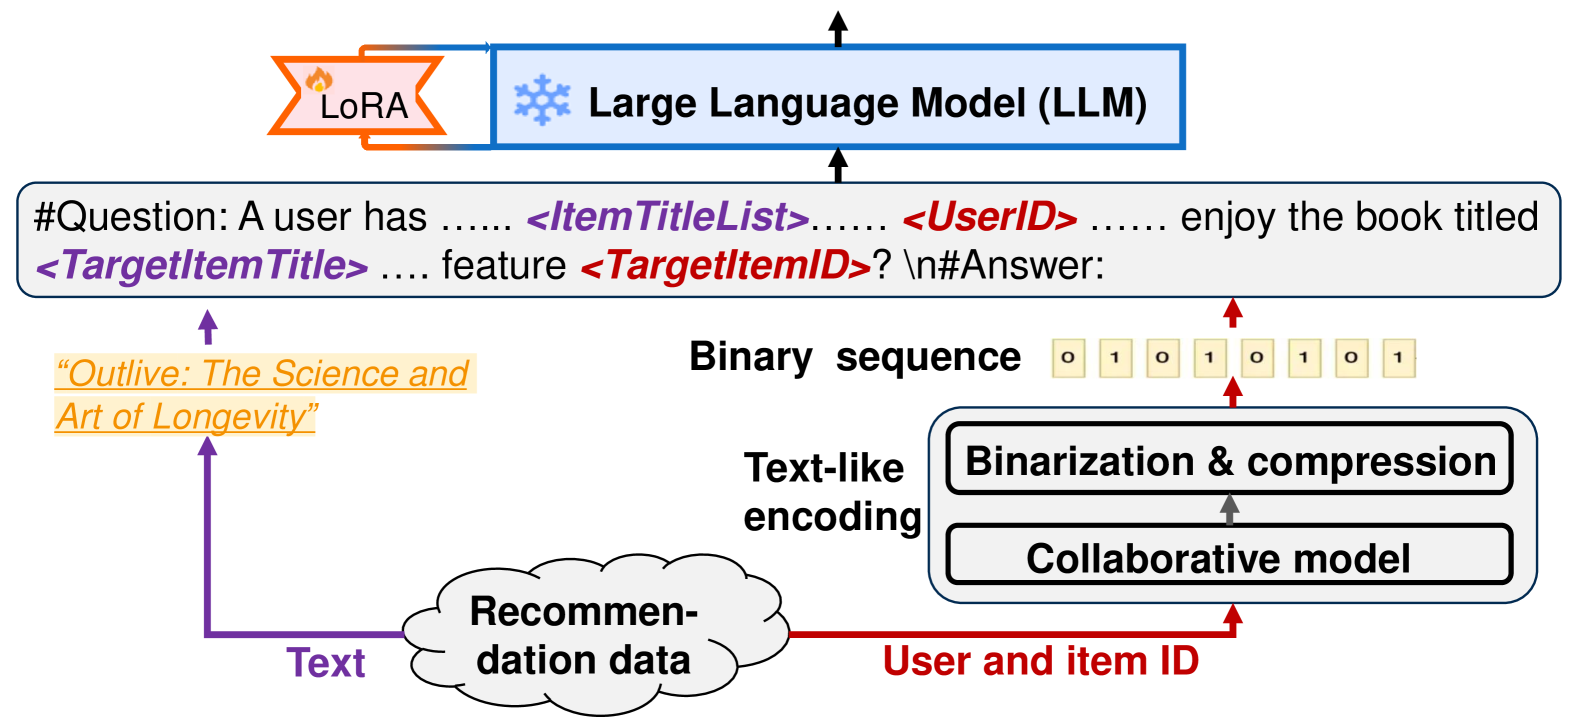 LoRA
Large Language Model (LLM)
#Question: A user has …... <ItemTitleList>…… <UserID> …… enjoy the book titled
<TargetItemTitle> …. feature <TargetItemID>? \n#Answer:
“Outlive: The Science and
Art of Longevity”
Binary sequence 0 1 0 1 0 1 0 1
Text-like
encoding
Binarization & compression
Collaborative model
Recommen-
dation data
Text
User and item ID